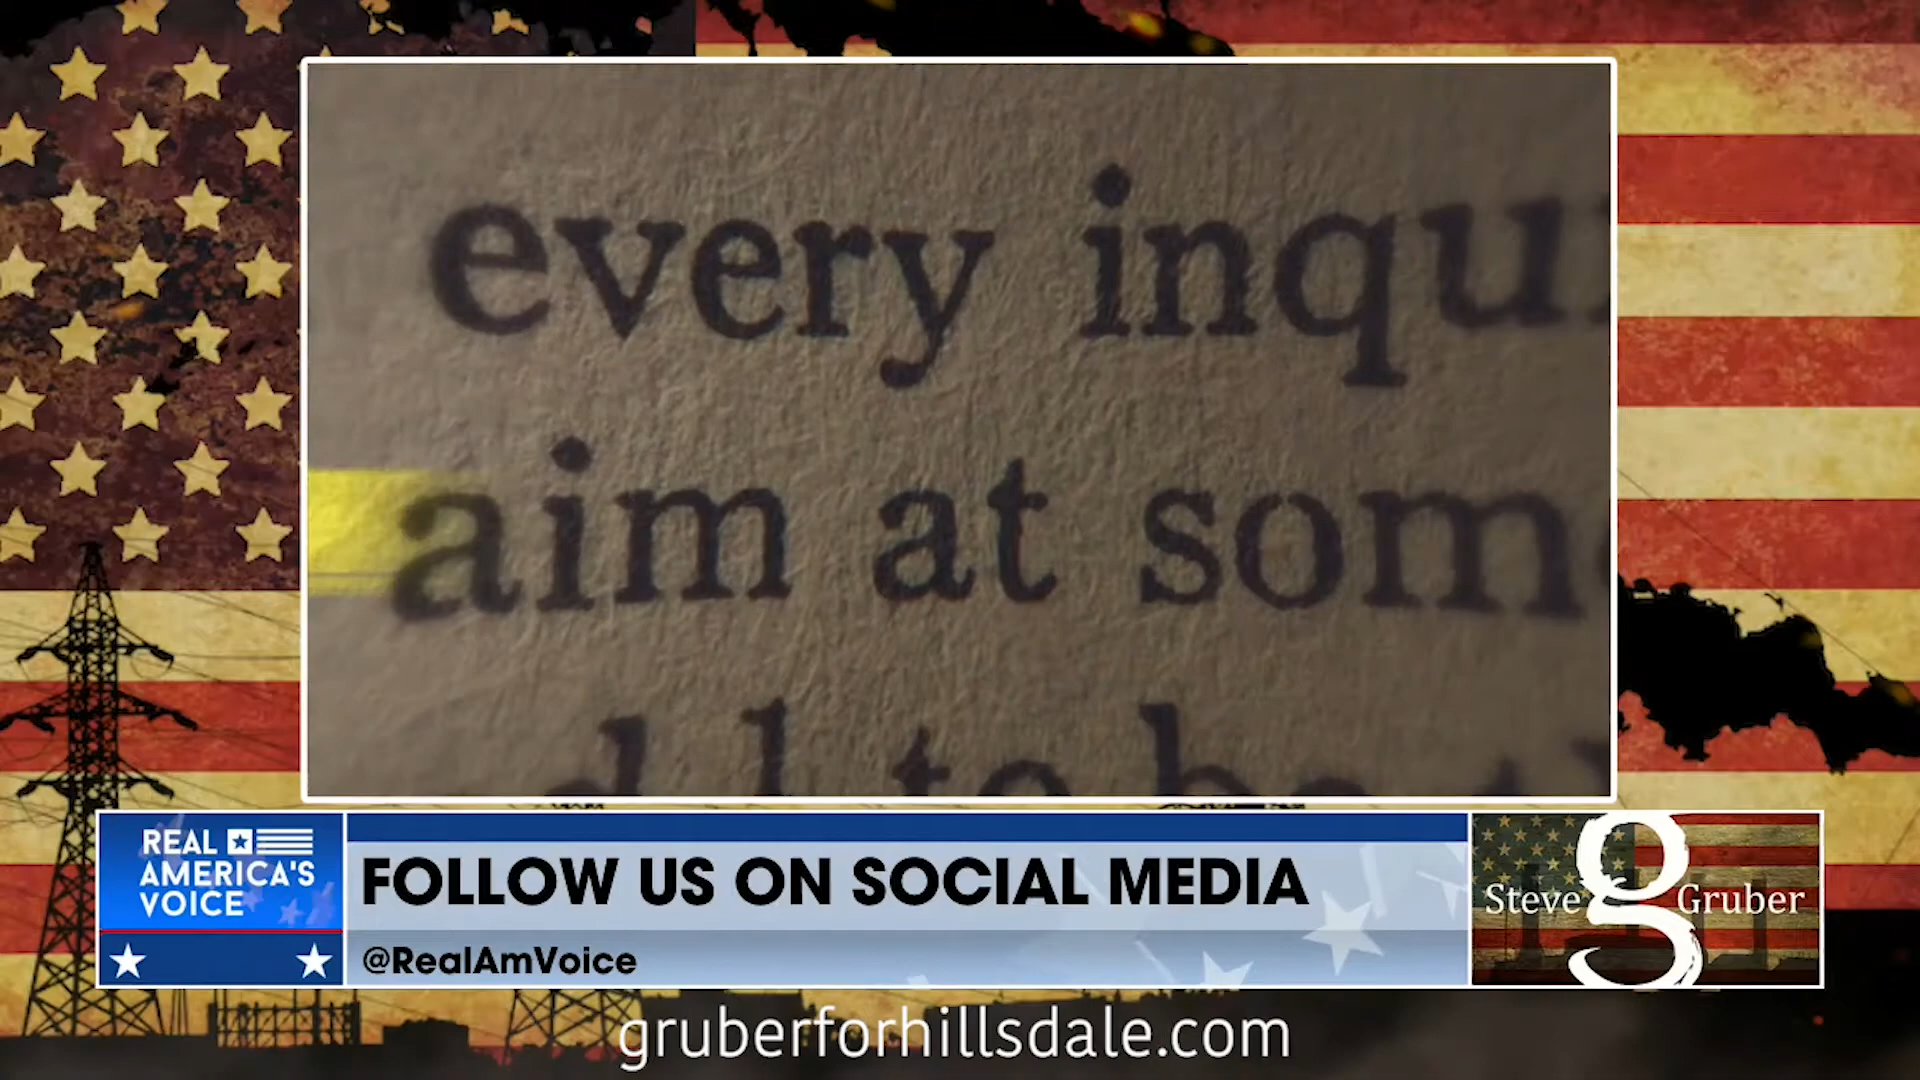 every inqu
aim at som
REAL
AMERICA'S
VOICE
FOLLOW US ON SOCIAL MEDIA
@RealAmVoice
Steve g Gruber
gruberforhillsdale.com